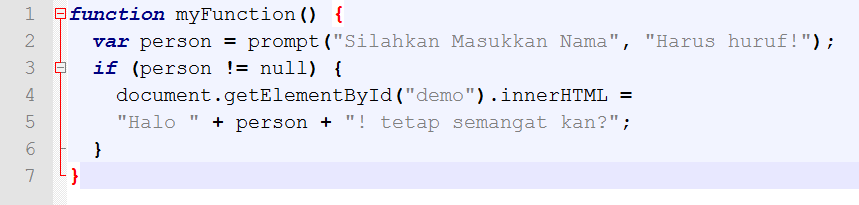 1 function myFunction() {
2 var person = prompt("Silahkan Masukkan Nama", "Harus huruf!");
3 if (person != null) {
4 document.getElementById("demo").innerHTML =
5 "Halo " + person + "! tetap semangat kan?";
6 }
7 }